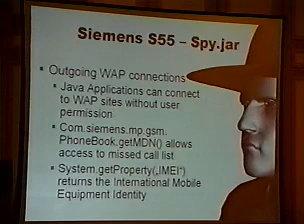 Siemens S55 – Spy.jar
Outgoing WAP connections
Java Applications can connect
to WAP sites without user
permission
Com.siemens.mp.gsm.
PhoneBook.getMDN() allows
access to missed call list
System.getProperty(„IMEI“)
returns the International Mobile
Equipment Identity